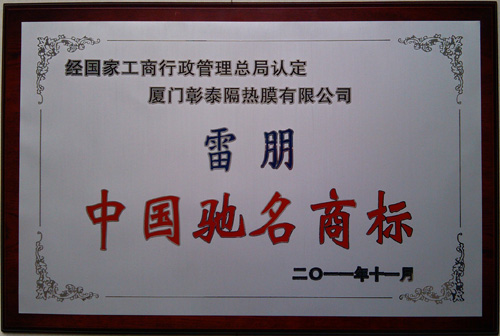 经国家工商行政管理总局认定
厦门彰泰隔热膜有限公司
雷朋
中国驰名商标
二〇一一年十一月